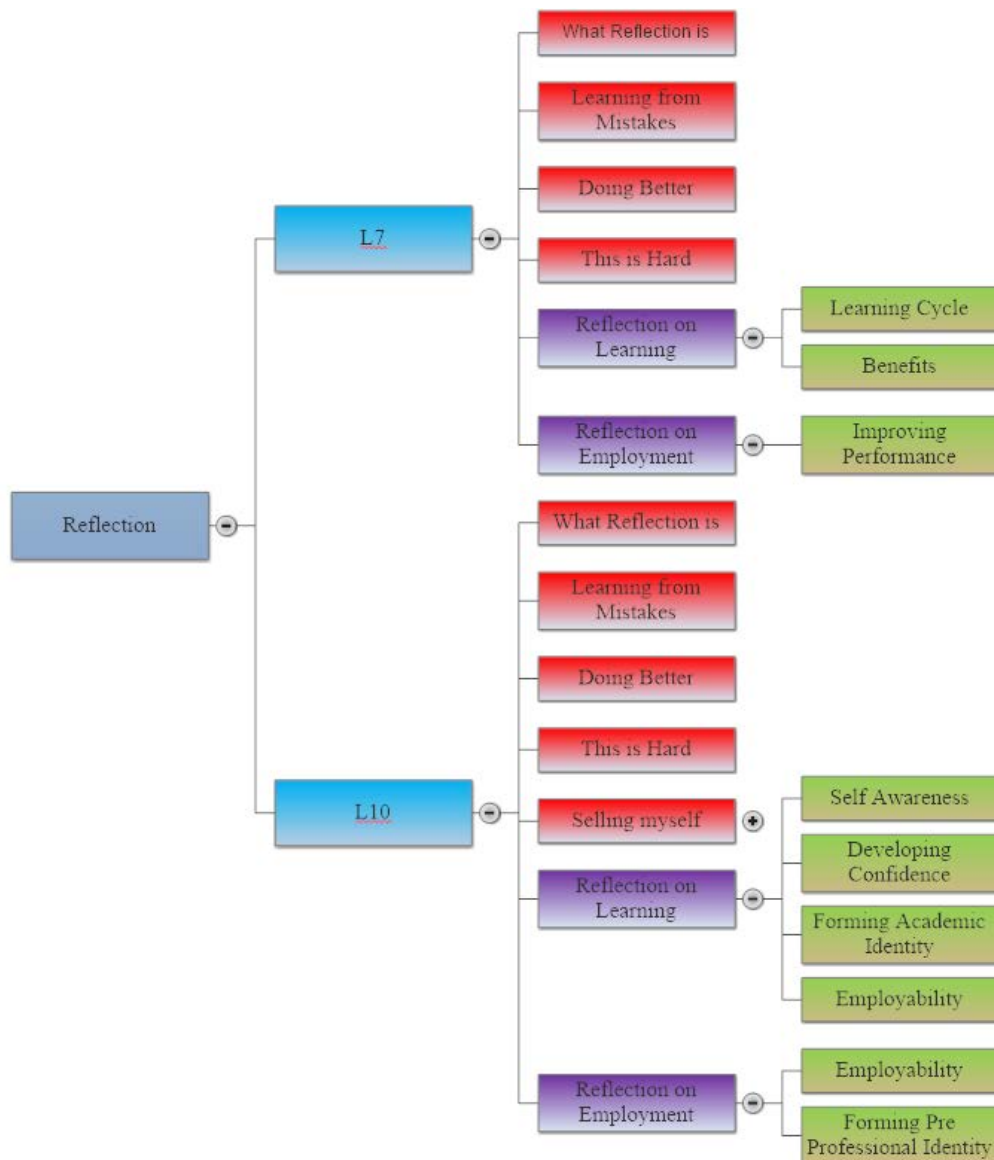 What Reflection is
Learning from
Mistakes
Doing Better
L7
This is Hard
Reflection on
Learning
Learning Cycle
Benefits
Reflection on
Employment
Improving
Performance
Reflection
What Reflection is
Learning from
Mistakes
Doing Better
This is Hard
L10
Selling myself
Reflection on
Learning
Self Awareness
Developing
Confidence
Forming Academic
Identity
Employability
Reflection on
Employment
Employability
Forming Pre
Professional Identity